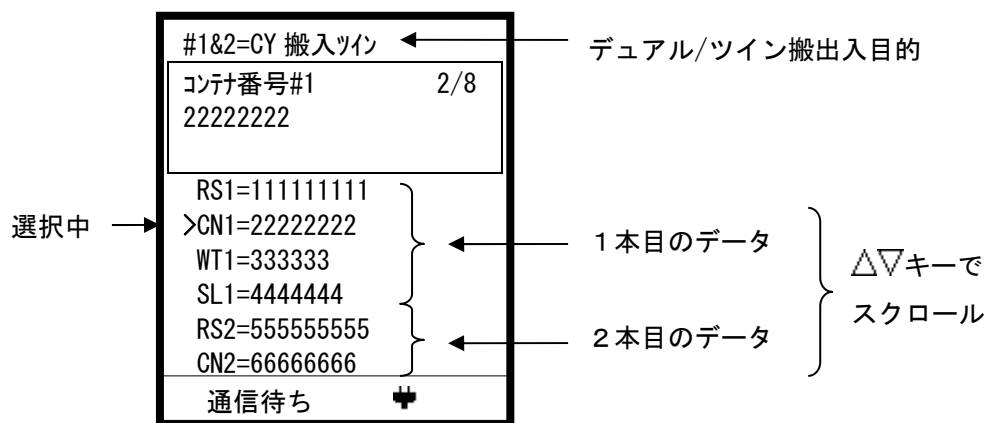 #1&2=CY 搬入ﾂｲﾝ
デュアル/ツイン搬出入目的
ｺﾝﾃﾅ番号#1 2/8
22222222
RS1=111111111
>CN1=22222222
WT1=333333
SL1=4444444
RS2=555555555
CN2=66666666
通信待ち
選択中
１本目のデータ
２本目のデータ
△▽キーで
スクロール